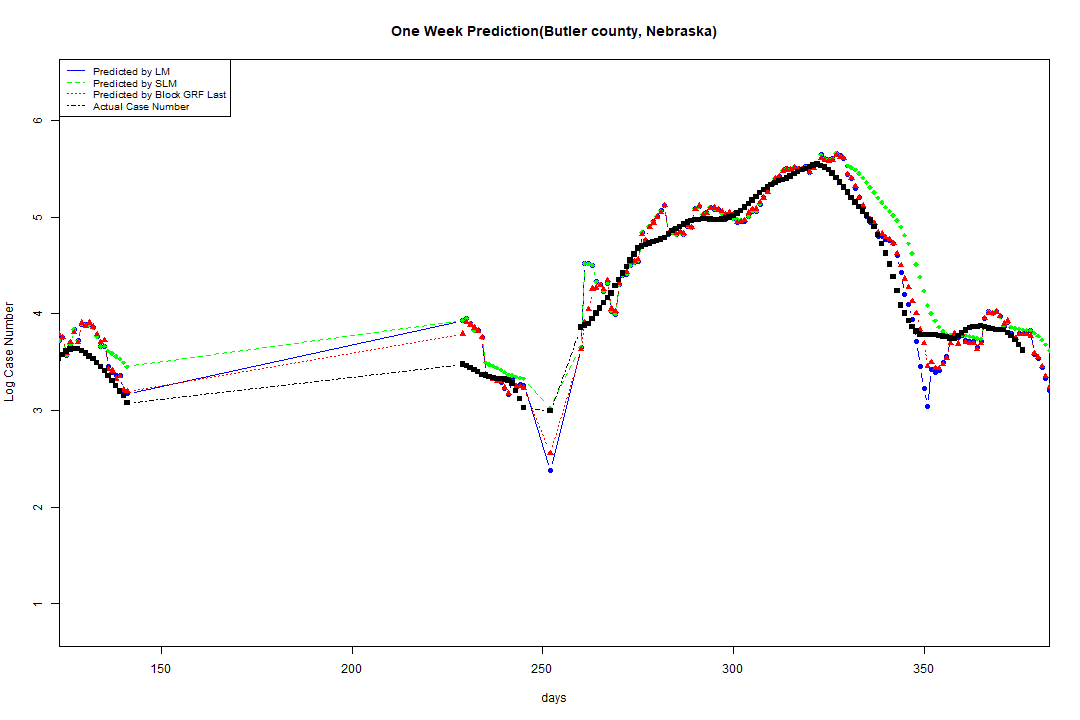 One Week Prediction(Butler county, Nebraska)
Predicted by LM
Predicted by SLM
Predicted by Block GRF Last
Actual Case Number
6
5
4
3
2
1
Log Case Number
150
200
250
300
350
days